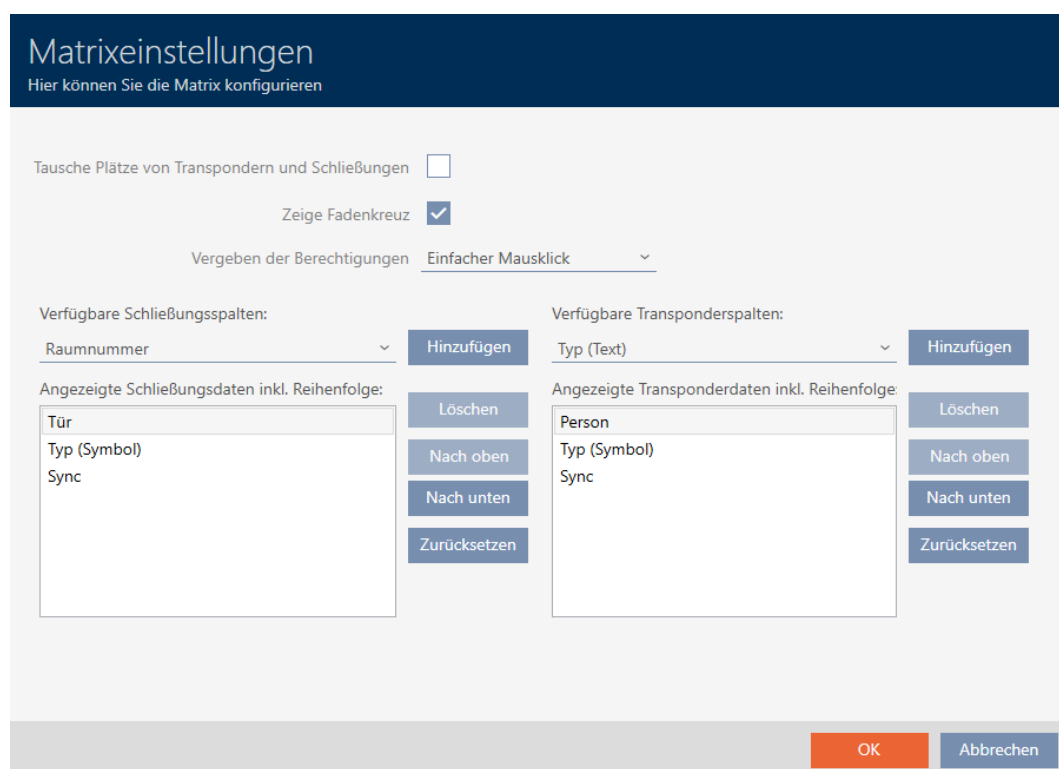 Matrixeinstellungen
Hier können Sie die Matrix konfigurieren
Tausche Plätze von Transpondern und Schließungen
Zeige Fadenkreuz
Vergeben der Berechtigungen Einfacher Mausklick
Verfügbare Schließungsspalten:
Raumnummer Hinzufügen
Angezeigte Schließungsdaten inkl. Reihenfolge:
Tür
Typ (Symbol)
Sync
Löschen
Nach oben
Nach unten
Zurücksetzen
Verfügbare Transponderspalten:
Typ (Text) Hinzufügen
Angezeigte Transponderdaten inkl. Reihenfolge:
Person
Typ (Symbol)
Sync
Löschen
Nach oben
Nach unten
Zurücksetzen
OK Abbrechen